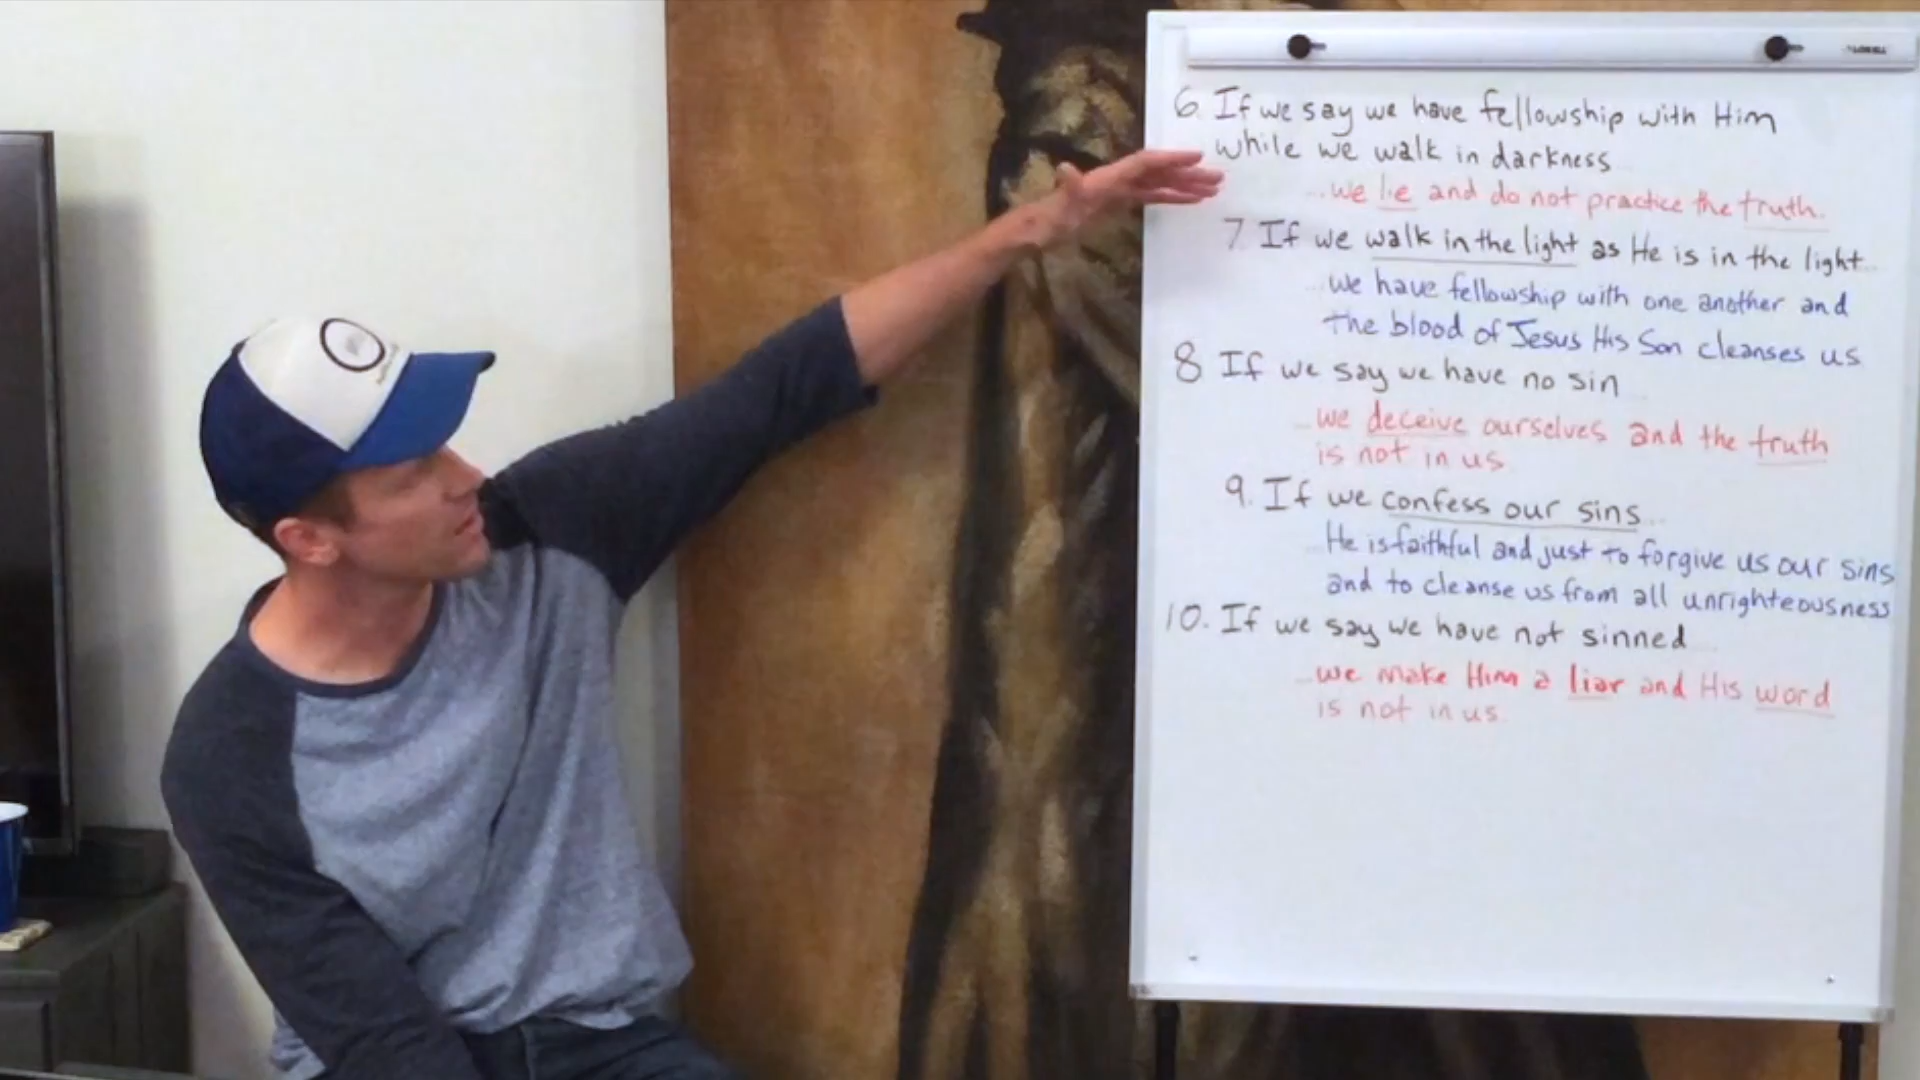 6. If we say we have fellowship with Him
while we walk in darkness
...we lie and do not practice the truth.
7. If we walk in the light as He is in the light...
...we have fellowship with one another and
the blood of Jesus His Son cleanses us
8 If we say we have no sin
...we deceive ourselves and the truth
is not in us
9. If we confess our sins...
...He is faithful and just to forgive us our sins
and to cleanse us from all unrighteousness
10. If we say we have not sinned...
...we make Him a liar and His word
is not in us.